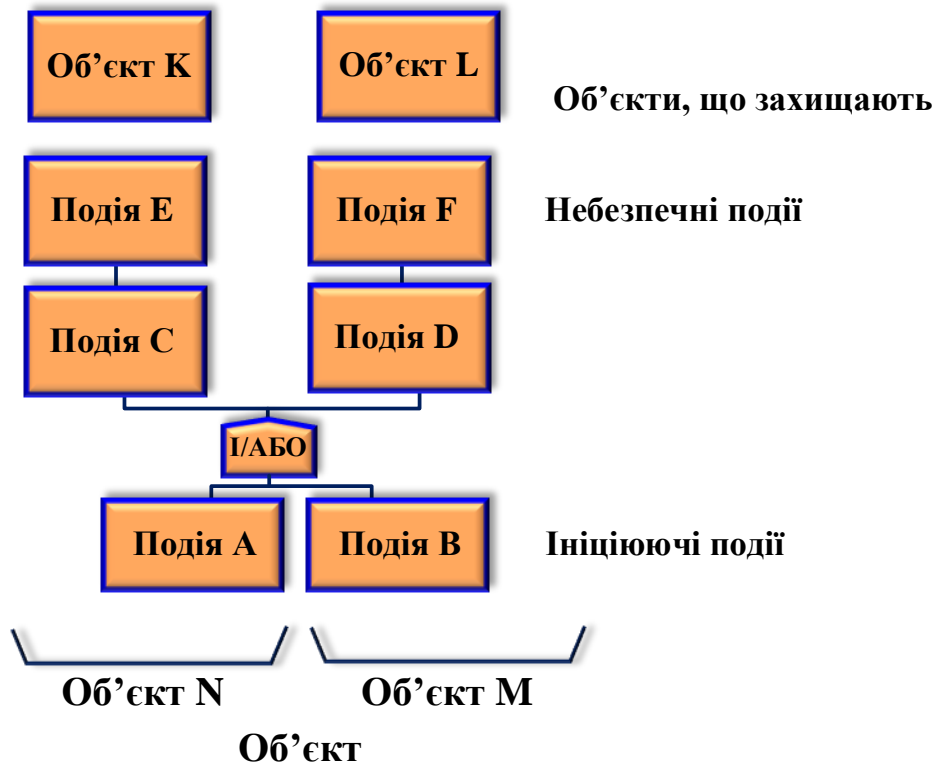 Об’єкт K
Об’єкт L
Об’єкти, що захищають
Подія E
Подія F
Небезпечні події
Подія C
Подія D
І/АБО
Подія A
Подія B
Ініціюючі події
Об’єкт N
Об’єкт M
Об’єкт